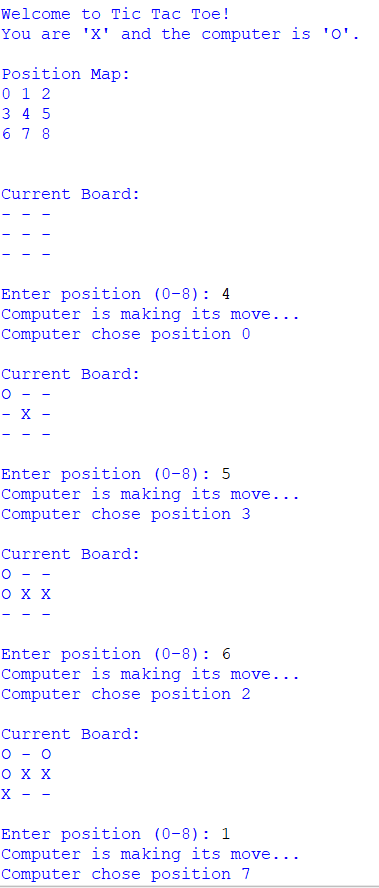 Welcome to Tic Tac Toe!
You are 'X' and the computer is 'O'.
Position Map:
0 1 2
3 4 5
6 7 8
Current Board:
- - -
- - -
- - -
Enter position (0-8): 4
Computer is making its move...
Computer chose position 0
Current Board:
O - -
- X -
- - -
Enter position (0-8): 5
Computer is making its move...
Computer chose position 3
Current Board:
O - -
O X X
- - -
Enter position (0-8): 6
Computer is making its move...
Computer chose position 2
Current Board:
O - O
O X X
X - -
Enter position (0-8): 1
Computer is making its move...
Computer chose position 7